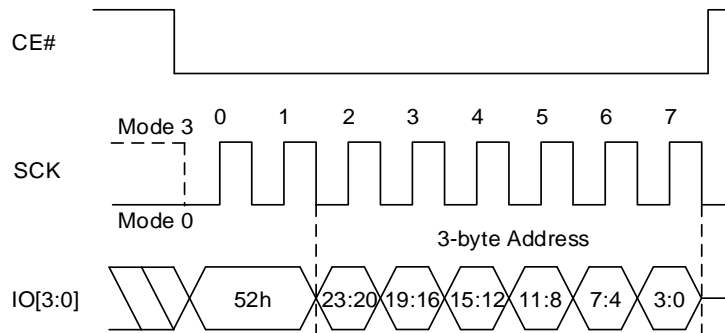 CE#
Mode 3
0 1 2 3 4 5 6 7
SCK
Mode 0
3-byte Address
IO[3:0]
52h 23:20 19:16 15:12 11:8 7:4 3:0